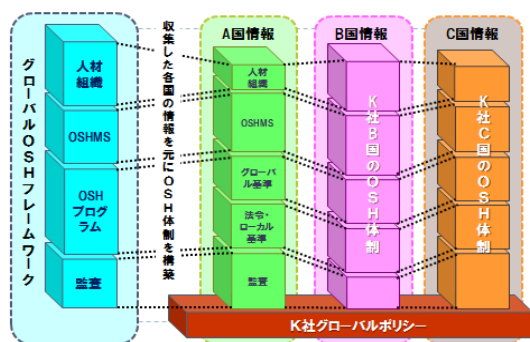 グローバルOSHフレームワーク
人材
組織
OSHMS
OSH
プログ
ラム
監査
収集した各国の情報を元にOSH体制を構築
A国情報
人材
組織
OSHMS
グロー
バル基準
法令・
ローカル
基準
監査
B国情報
K社B国のOSH体制
C国情報
K社C国のOSH体制
K社グローバルポリシー